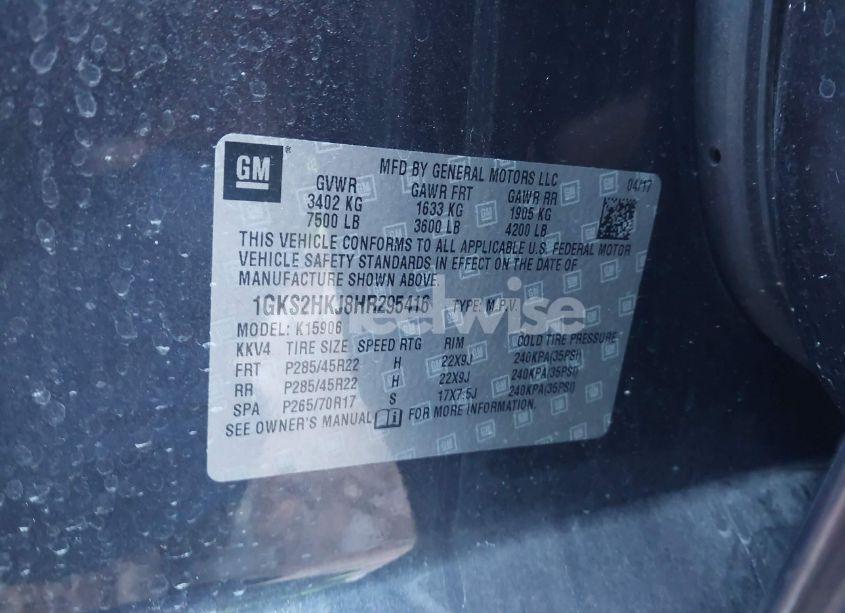 GM ® MFD BY GENERAL MOTORS LLC 04/17
GVWR GAWR FRT GAWR RR
3402 KG 1633 KG 1905 KG
7500 LB 3600 LB 4200 LB
THIS VEHICLE CONFORMS TO ALL APPLICABLE U.S. FEDERAL MOTOR
VEHICLE SAFETY STANDARDS IN EFFECT ON THE DATE OF
MANUFACTURE SHOWN ABOVE.
1GKS2HKJ8HR295416 TYPE: M.P.V.
MODEL: K15906
KKV4 TIRE SIZE SPEED RTG RIM COLD TIRE PRESSURE
FRT P285/45R22 H 22X9J 240KPA(35PSI)
RR P285/45R22 H 22X9J 240KPA(35PSI)
SPA P265/70R17 S 17X7.5J 240KPA(35PSI)
SEE OWNER'S MANUAL FOR MORE INFORMATION.